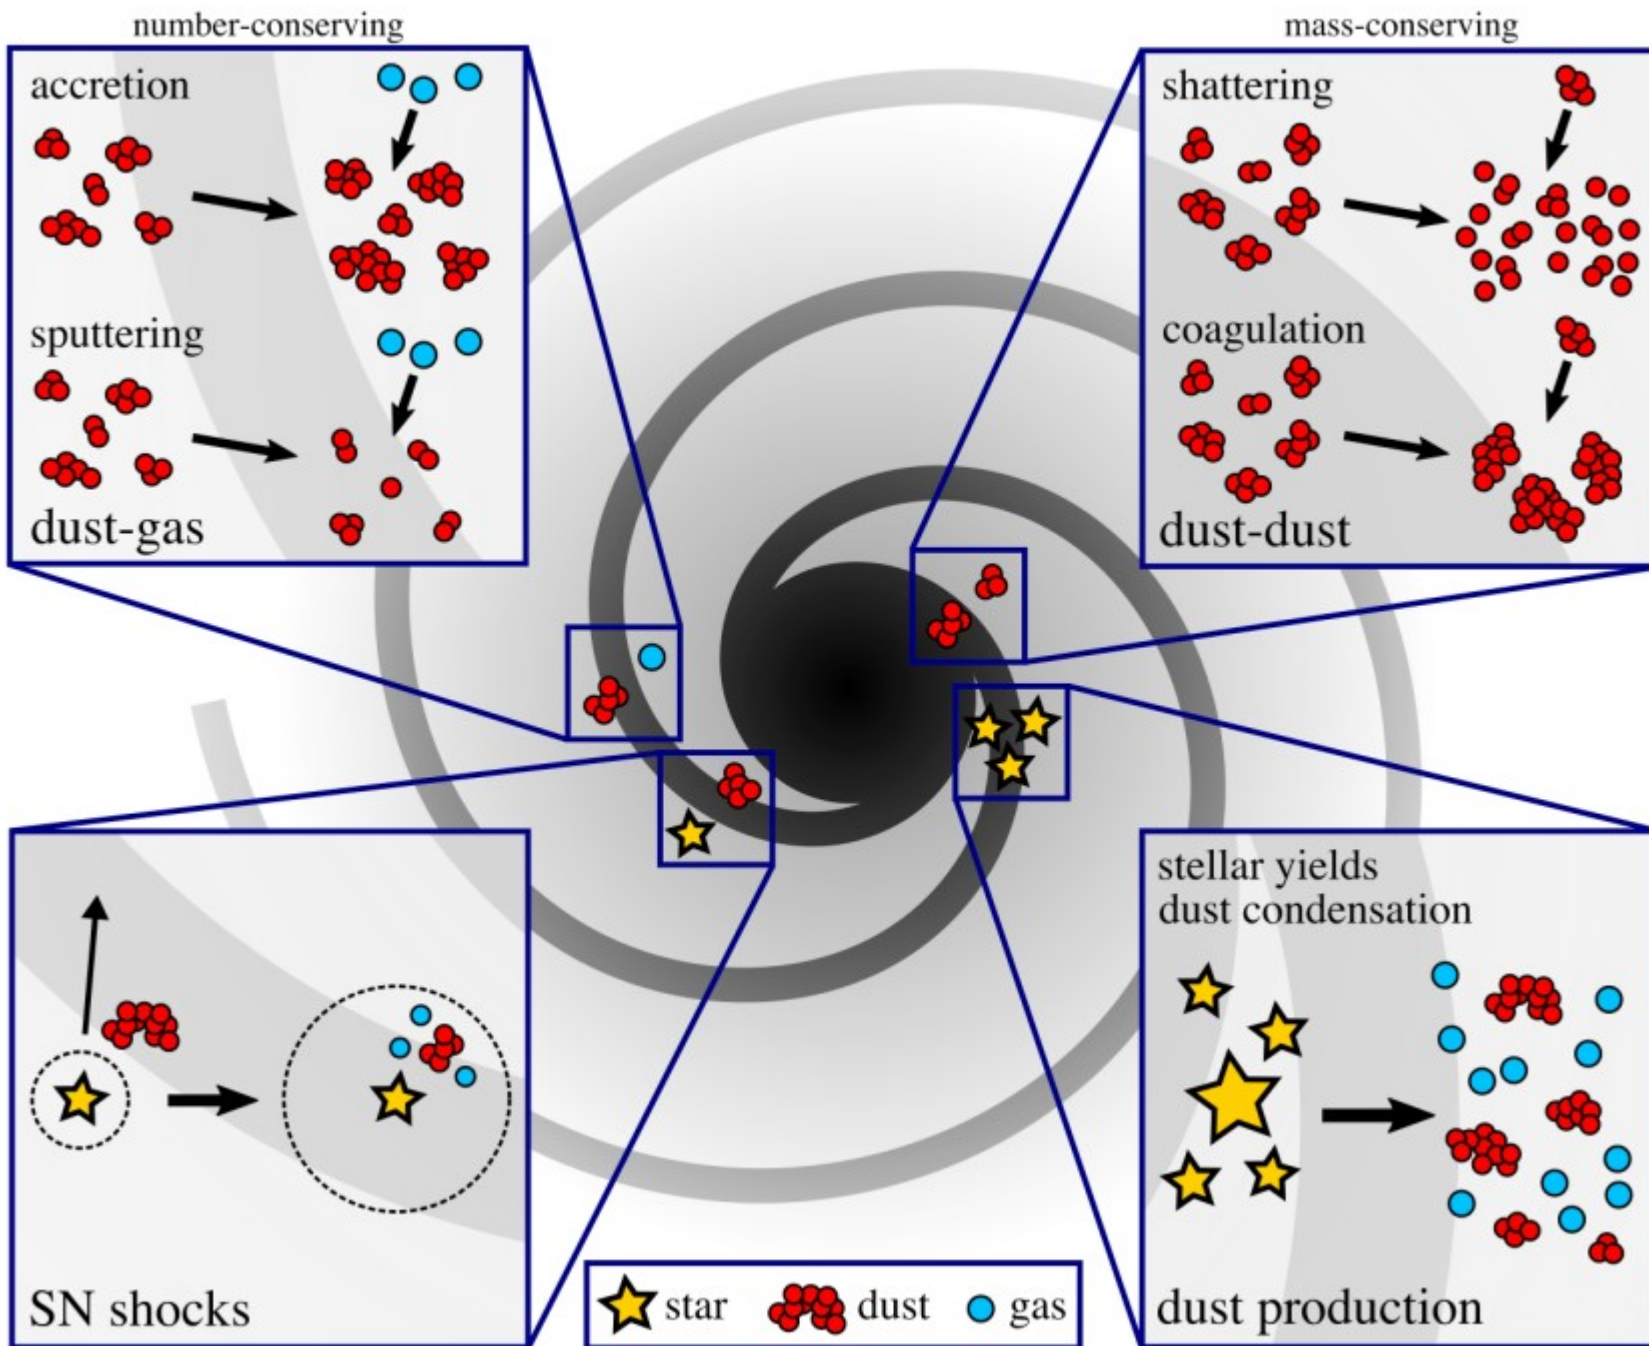 number-conserving
accretion
sputtering
dust-gas
mass-conserving
shattering
coagulation
dust-dust
SN shocks
stellar yields
dust condensation
dust production
star dust gas